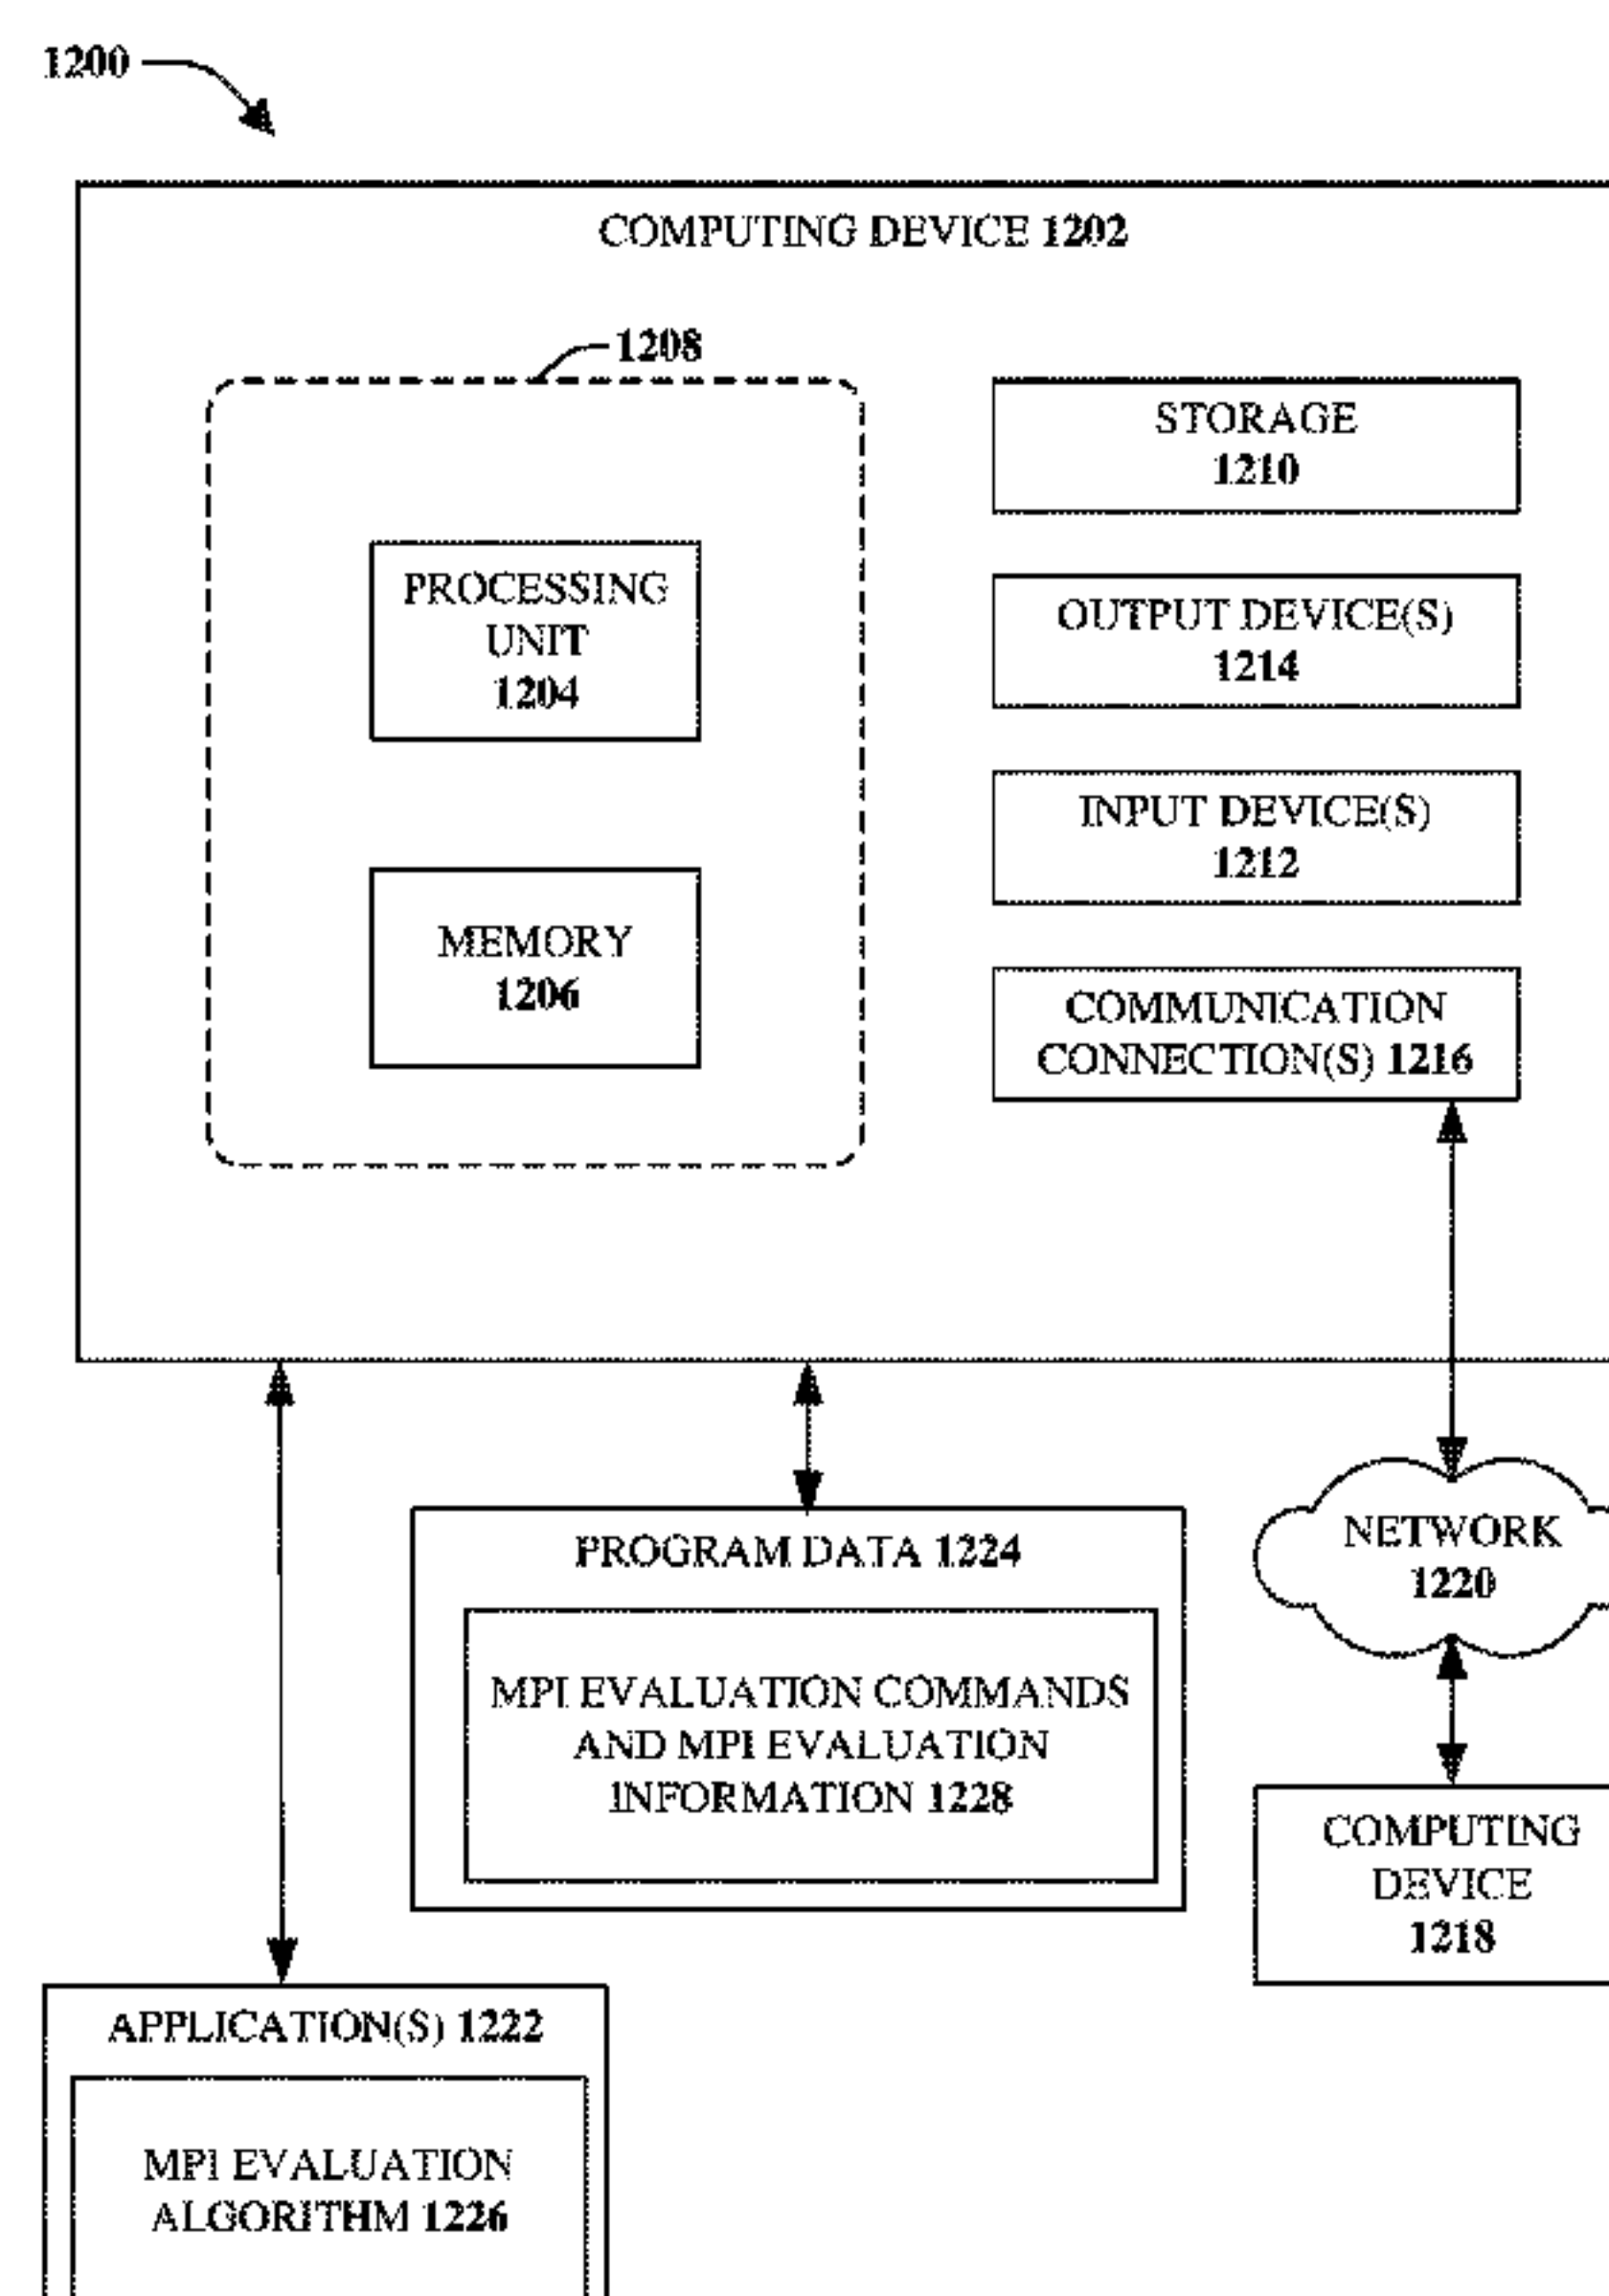 1200
COMPUTING DEVICE 1202
1208
PROCESSING
UNIT
1204
MEMORY
1206
STORAGE
1210
OUTPUT DEVICE(S)
1214
INPUT DEVICE(S)
1212
COMMUNICATION
CONNECTION(S) 1216
PROGRAM DATA 1224
MPI EVALUATION COMMANDS
AND MPI EVALUATION
INFORMATION 1228
NETWORK
1220
COMPUTING
DEVICE
1218
APPLICATION(S) 1222
MPI EVALUATION
ALGORITHM 1226